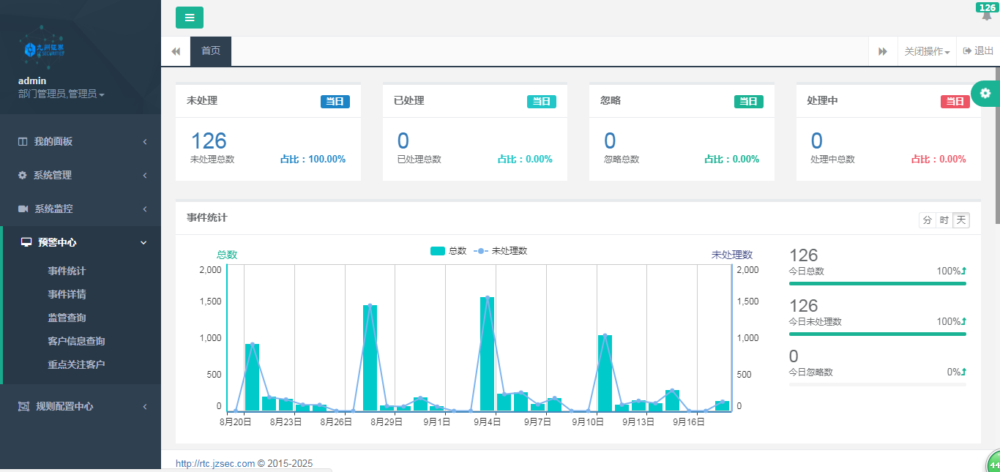 126
九州证券
admin
部门管理员,管理员
首页
关闭操作
退出
我的面板
系统管理
系统监控
预警中心
事件统计
事件详情
监管查询
客户信息查询
重点关注客户
规则配置中心
未处理 当日
126
未处理总数 占比：100.00%
已处理 当日
0
已处理总数 占比：0.00%
忽略 当日
0
忽略总数 占比：0.00%
处理中 当日
0
处理中总数 占比：0.00%
事件统计
分 时 天
总数 总数 未处理数 未处理数
2,000 2,000
1,500 1,500
1,000 1,000
500 500
0 0
8月20日 8月23日 8月26日 8月29日 9月1日 9月4日 9月7日 9月10日 9月13日 9月16日
126
今日总数 100%
126
今日未处理数 100%
0
今日忽略数 0%
http://rtc.jzsec.com © 2015-2025
44